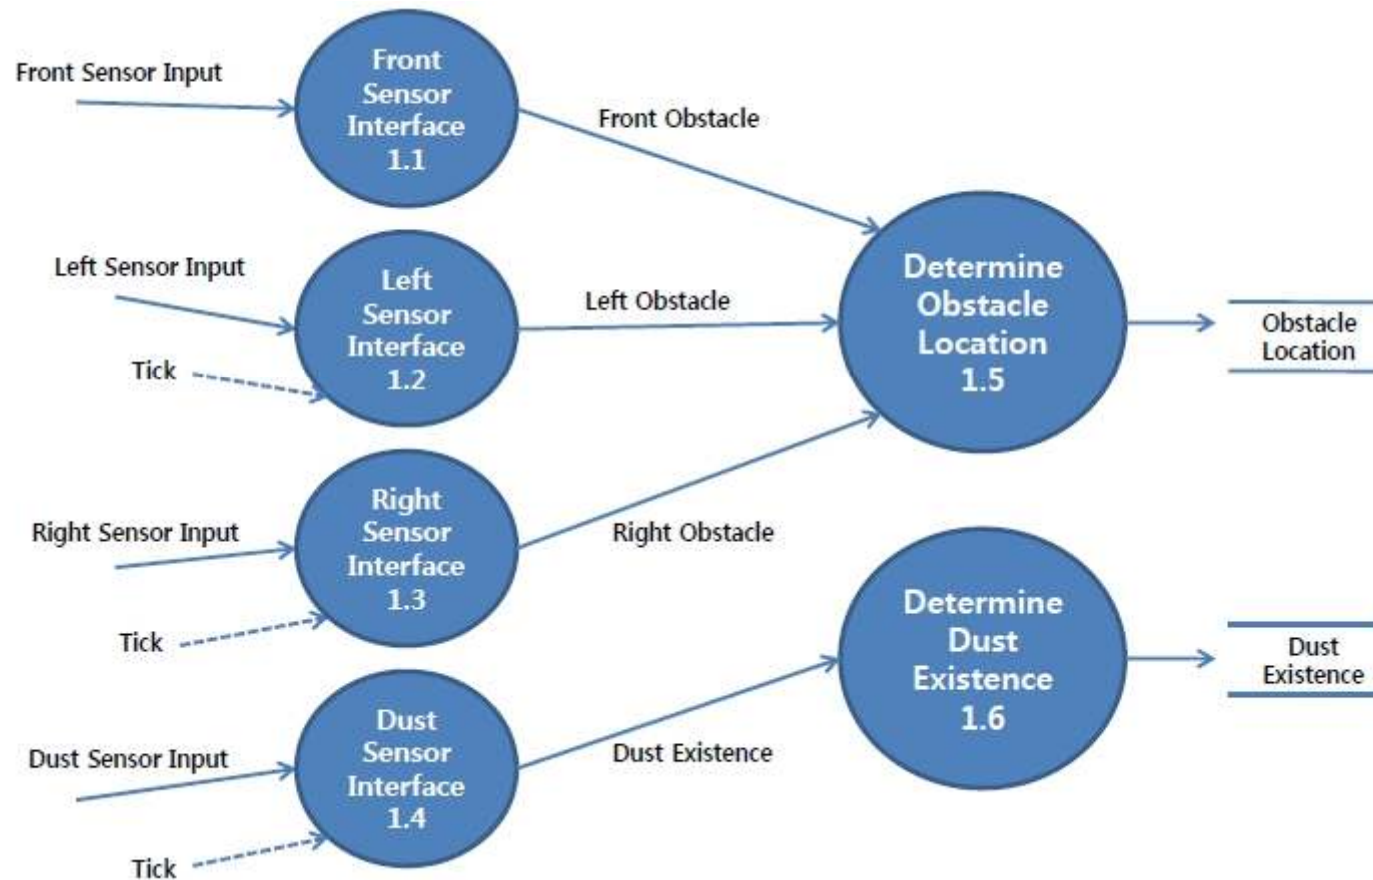 Front Sensor Input
Front
Sensor
Interface
1.1
Front Obstacle
Left Sensor Input
Tick
Left
Sensor
Interface
1.2
Left Obstacle
Determine
Obstacle
Location
1.5
Obstacle
Location
Right Sensor Input
Tick
Right
Sensor
Interface
1.3
Right Obstacle
Dust Sensor Input
Tick
Dust
Sensor
Interface
1.4
Dust Existence
Determine
Dust
Existence
1.6
Dust
Existence